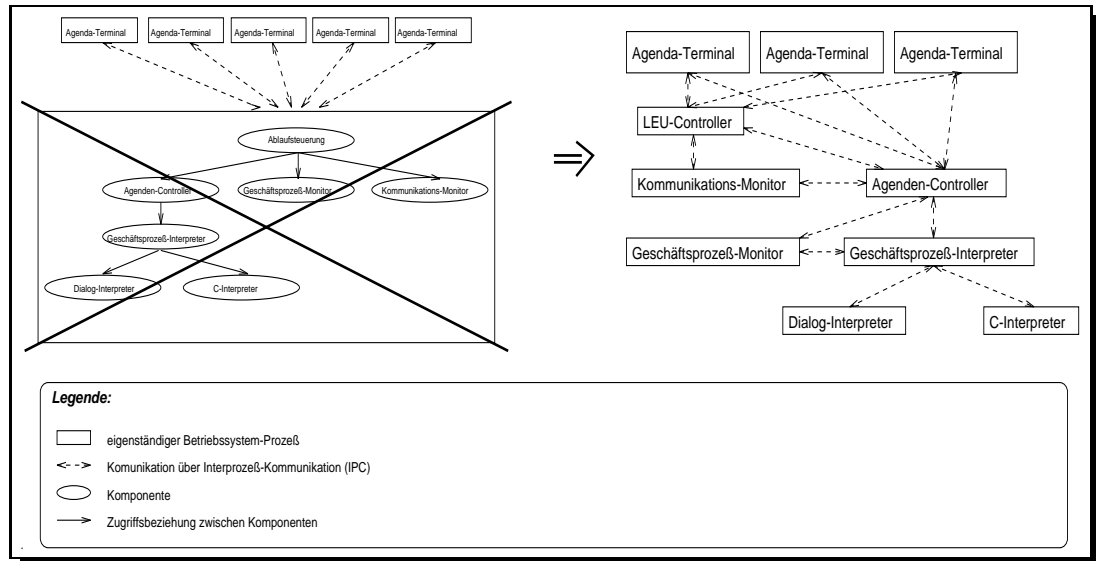 Agenda-Terminal Agenda-Terminal Agenda-Terminal Agenda-Terminal Agenda-Terminal
Ablaufsteuerung
Agenden-Controller Geschäftsprozeß-Monitor Kommunikations-Monitor
Geschäftsprozeß-Interpreter
Dialog-Interpreter C-Interpreter
Agenda-Terminal Agenda-Terminal Agenda-Terminal
LEU-Controller
Kommunikations-Monitor Agenden-Controller
Geschäftsprozeß-Monitor Geschäftsprozeß-Interpreter
Dialog-Interpreter C-Interpreter
Legende:
eigenständiger Betriebssystem-Prozeß
Komunikation über Interprozeß-Kommunikation (IPC)
Komponente
Zugriffsbeziehung zwischen Komponenten